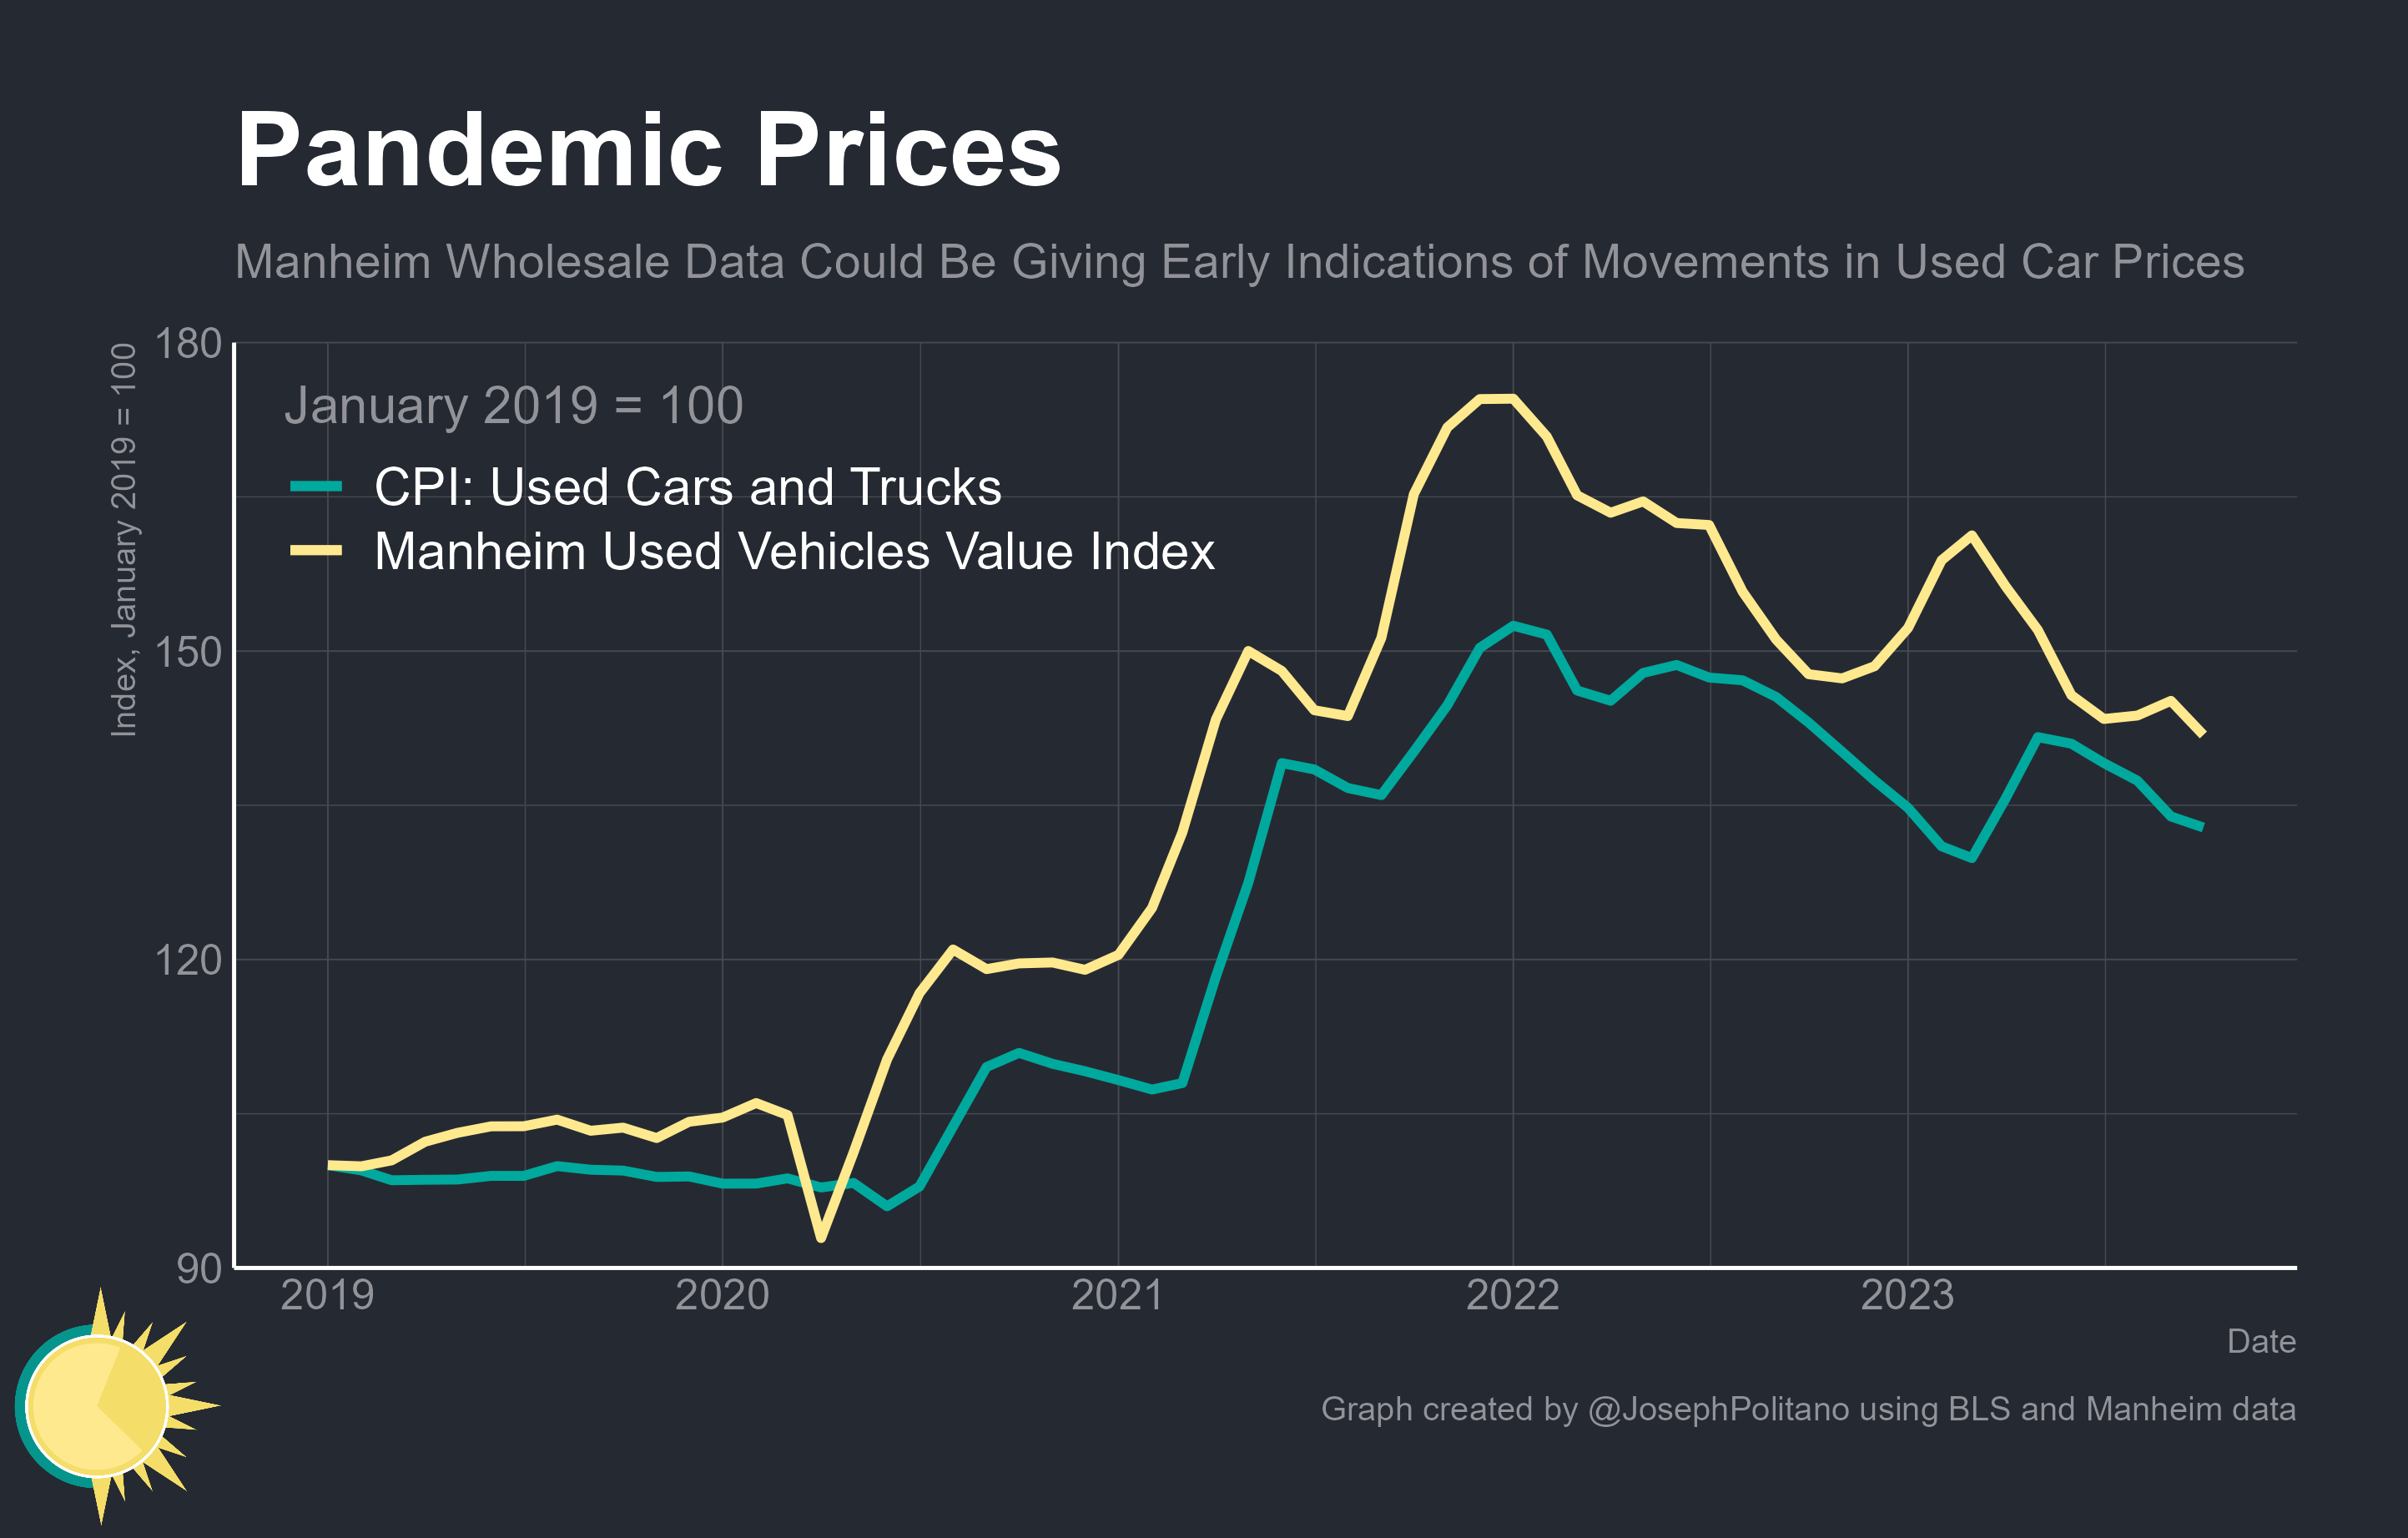 Pandemic Prices
Manheim Wholesale Data Could Be Giving Early Indications of Movements in Used Car Prices
Index, January 2019 = 100
180
150
120
90
January 2019 = 100
CPI: Used Cars and Trucks
Manheim Used Vehicles Value Index
2019 2020 2021 2022 2023
Date
Graph created by @JosephPolitano using BLS and Manheim data